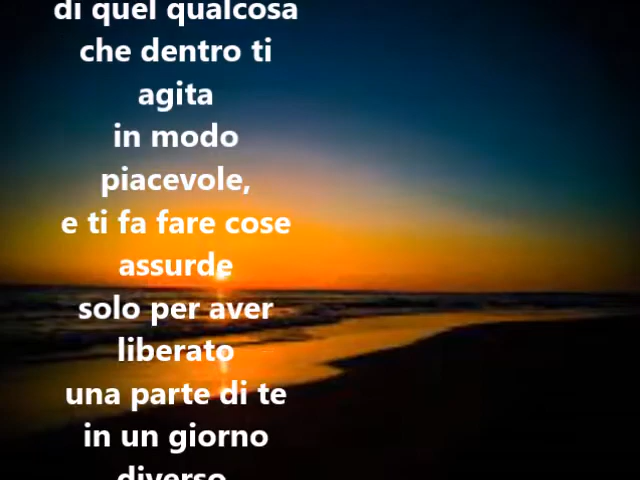 di quel qualcosa
che dentro ti
agita
in modo
piacevole,
e ti fa fare cose
assurde
solo per aver
liberato
una parte di te
in un giorno
diverso